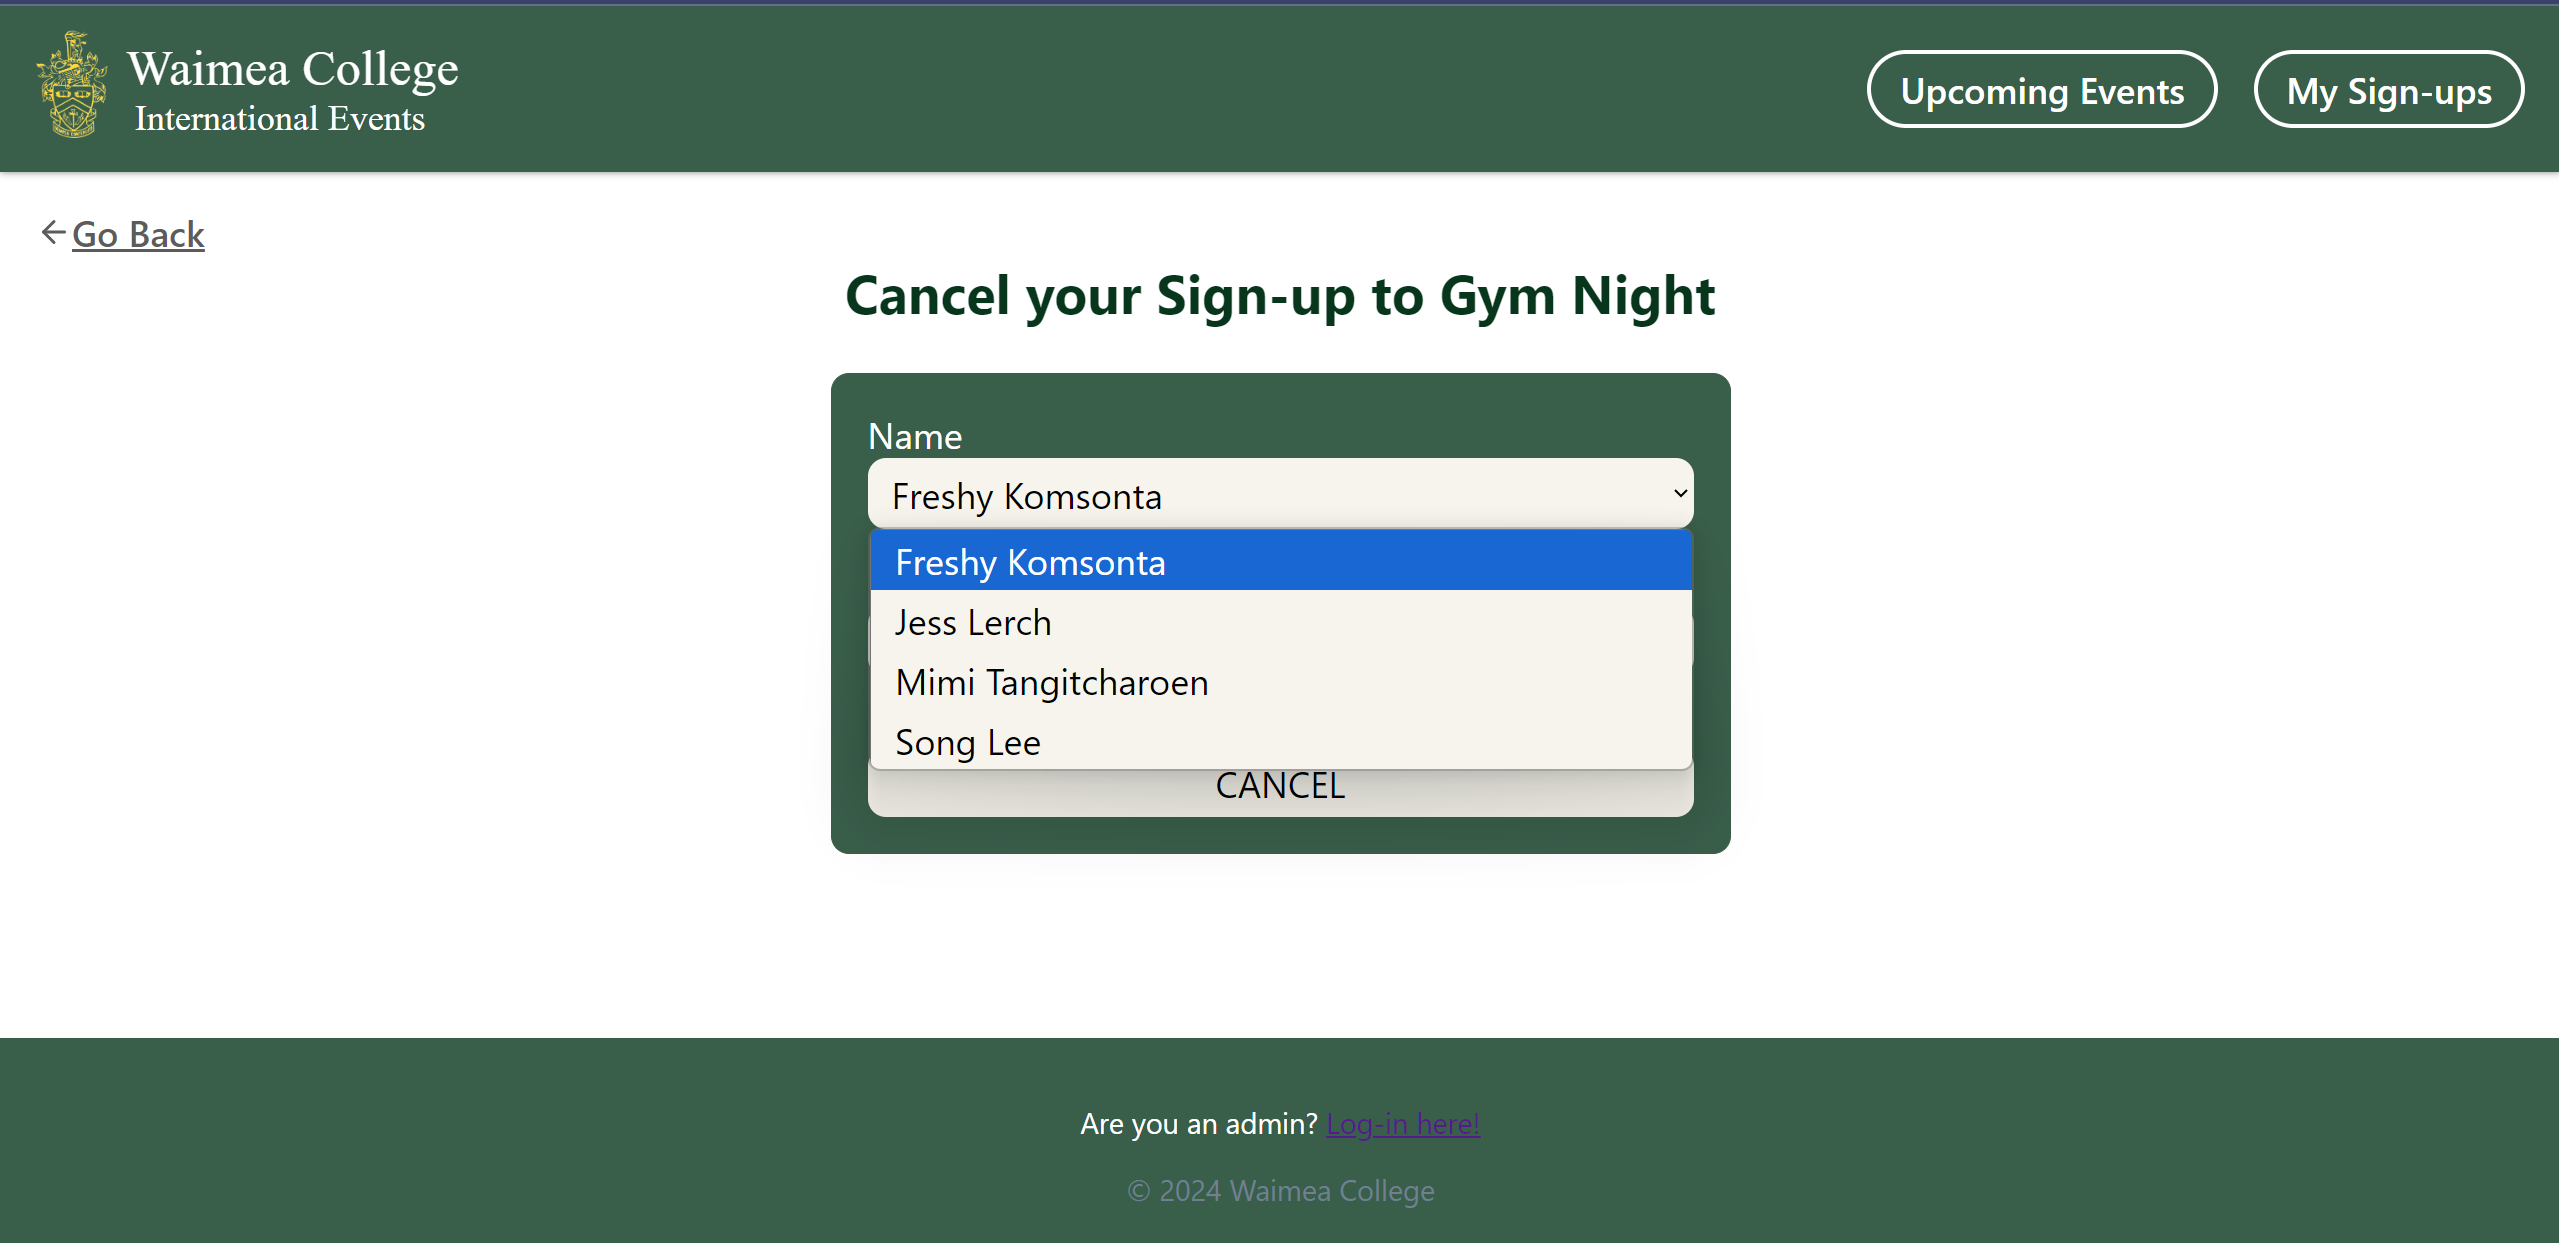 Waimea College
International Events
Upcoming Events
My Sign-ups
Go Back
Cancel your Sign-up to Gym Night
Name
Freshy Komsonta
Freshy Komsonta
Jess Lerch
Mimi Tangitcharoen
Song Lee
CANCEL
Are you an admin? Log-in here!
© 2024 Waimea College